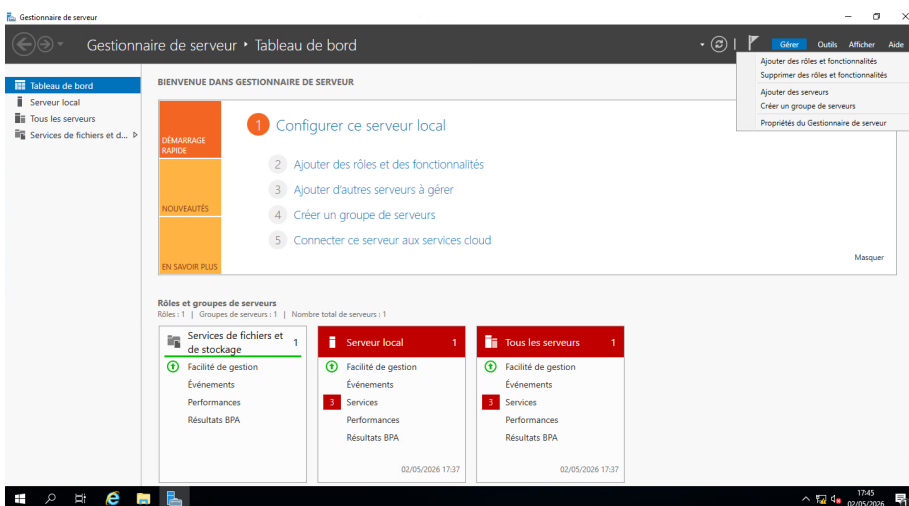 Gestionnaire de serveur
Gestionnaire de serveur • Tableau de bord
Gérer Outils Afficher Aide
Ajouter des rôles et fonctionnalités
Supprimer des rôles et fonctionnalités
Ajouter des serveurs
Créer un groupe de serveurs
Propriétés du Gestionnaire de serveur
Tableau de bord
Serveur local
Tous les serveurs
Services de fichiers et d...
BIENVENUE DANS GESTIONNAIRE DE SERVEUR
DÉMARRAGE
RAPIDE
NOUVEAUTÉS
EN SAVOIR PLUS
1 Configurer ce serveur local
2 Ajouter des rôles et des fonctionnalités
3 Ajouter d'autres serveurs à gérer
4 Créer un groupe de serveurs
5 Connecter ce serveur aux services cloud
Masquer
Rôles et groupes de serveurs
Rôles : 1 | Groupes de serveurs : 1 | Nombre total de serveurs : 1
Services de fichiers et
de stockage 1
Facilité de gestion
Événements
Performances
Résultats BPA
Serveur local 1
Facilité de gestion
Événements
3 Services
Performances
Résultats BPA
02/05/2026 17:37
Tous les serveurs 1
Facilité de gestion
Événements
3 Services
Performances
Résultats BPA
02/05/2026 17:37
17:45
02/05/2026